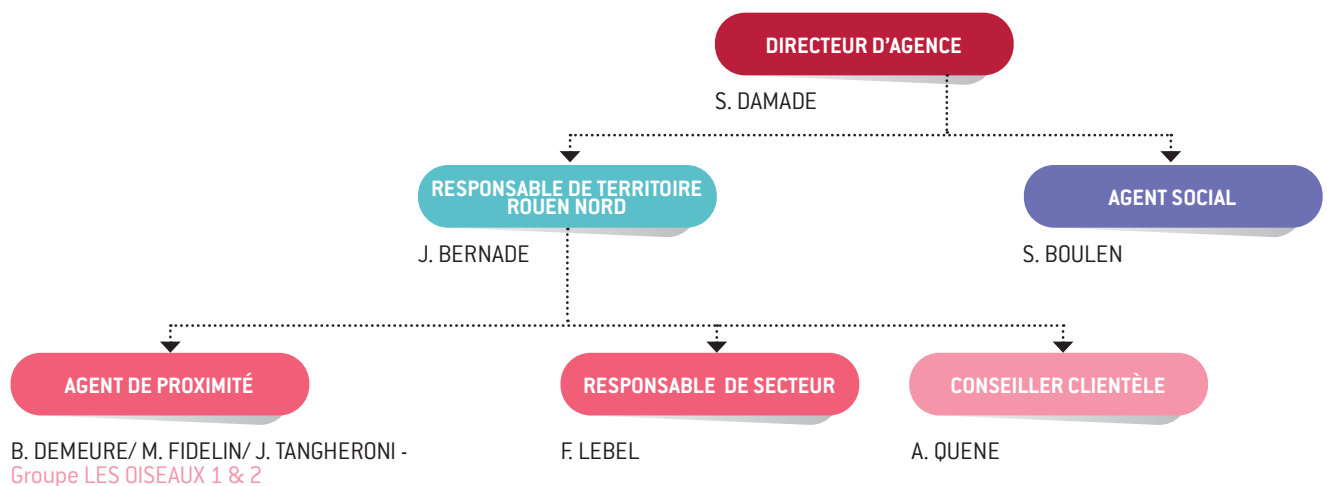 DIRECTEUR D'AGENCE
S. DAMADE
RESPONSABLE DE TERRITOIRE
ROUEN NORD
J. BERNADE
AGENT SOCIAL
S. BOULEN
AGENT DE PROXIMITÉ
B. DEMEURE/ M. FIDELIN/ J. TANGHERONI -
Groupe LES OISEAUX 1 & 2
RESPONSABLE DE SECTEUR
F. LEBEL
CONSEILLER CLIENTÈLE
A. QUENE